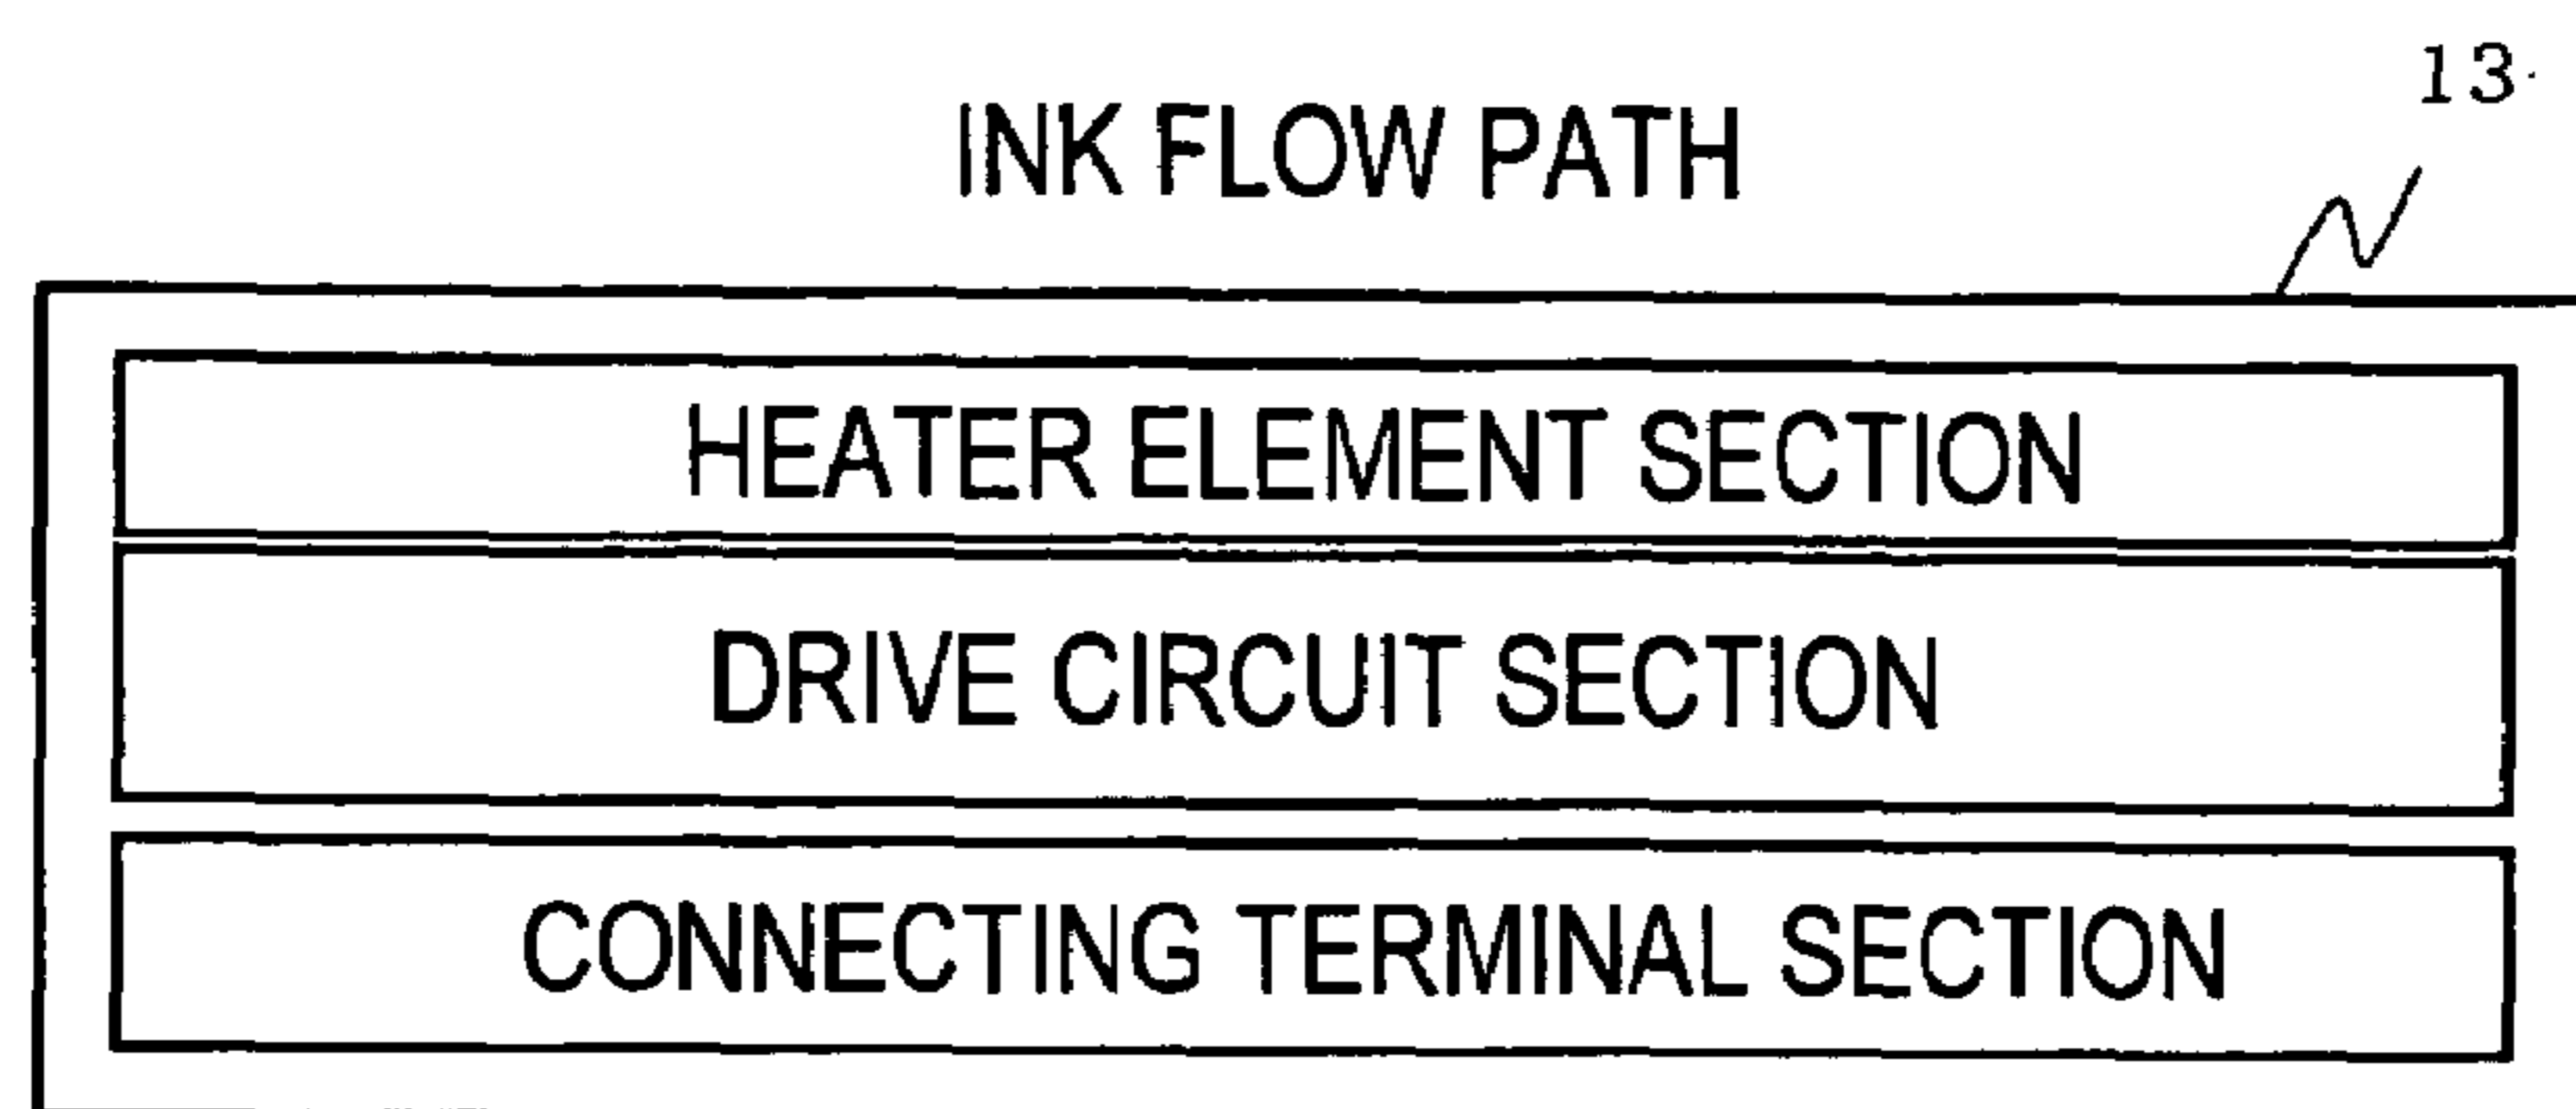 13
INK FLOW PATH
HEATER ELEMENT SECTION
DRIVE CIRCUIT SECTION
CONNECTING TERMINAL SECTION